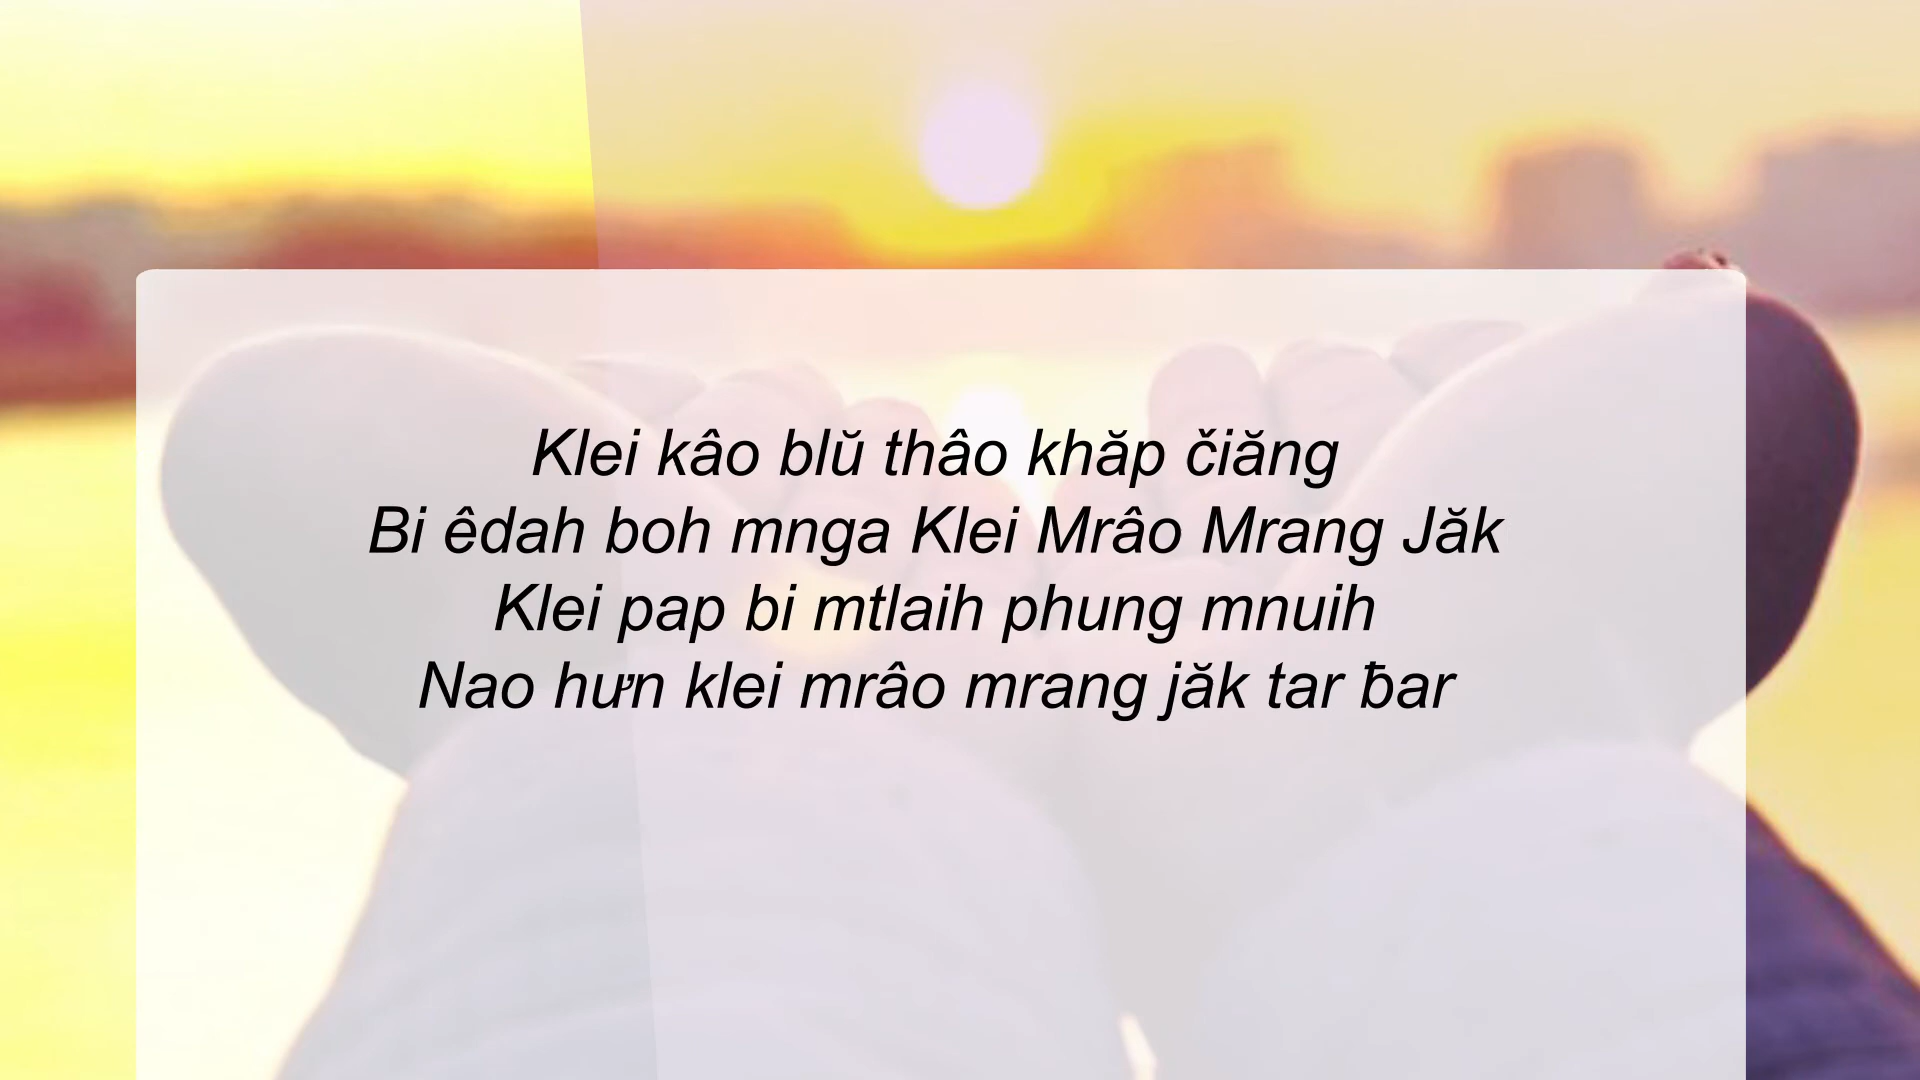 Klei kâo blŭ thâo khăp čiăng
Bi êdah boh mnga Klei Mrâo Mrang Jăk
Klei pap bi mtlaih phung mnuih
Nao hưn klei mrâo mrang jăk tar ƀar